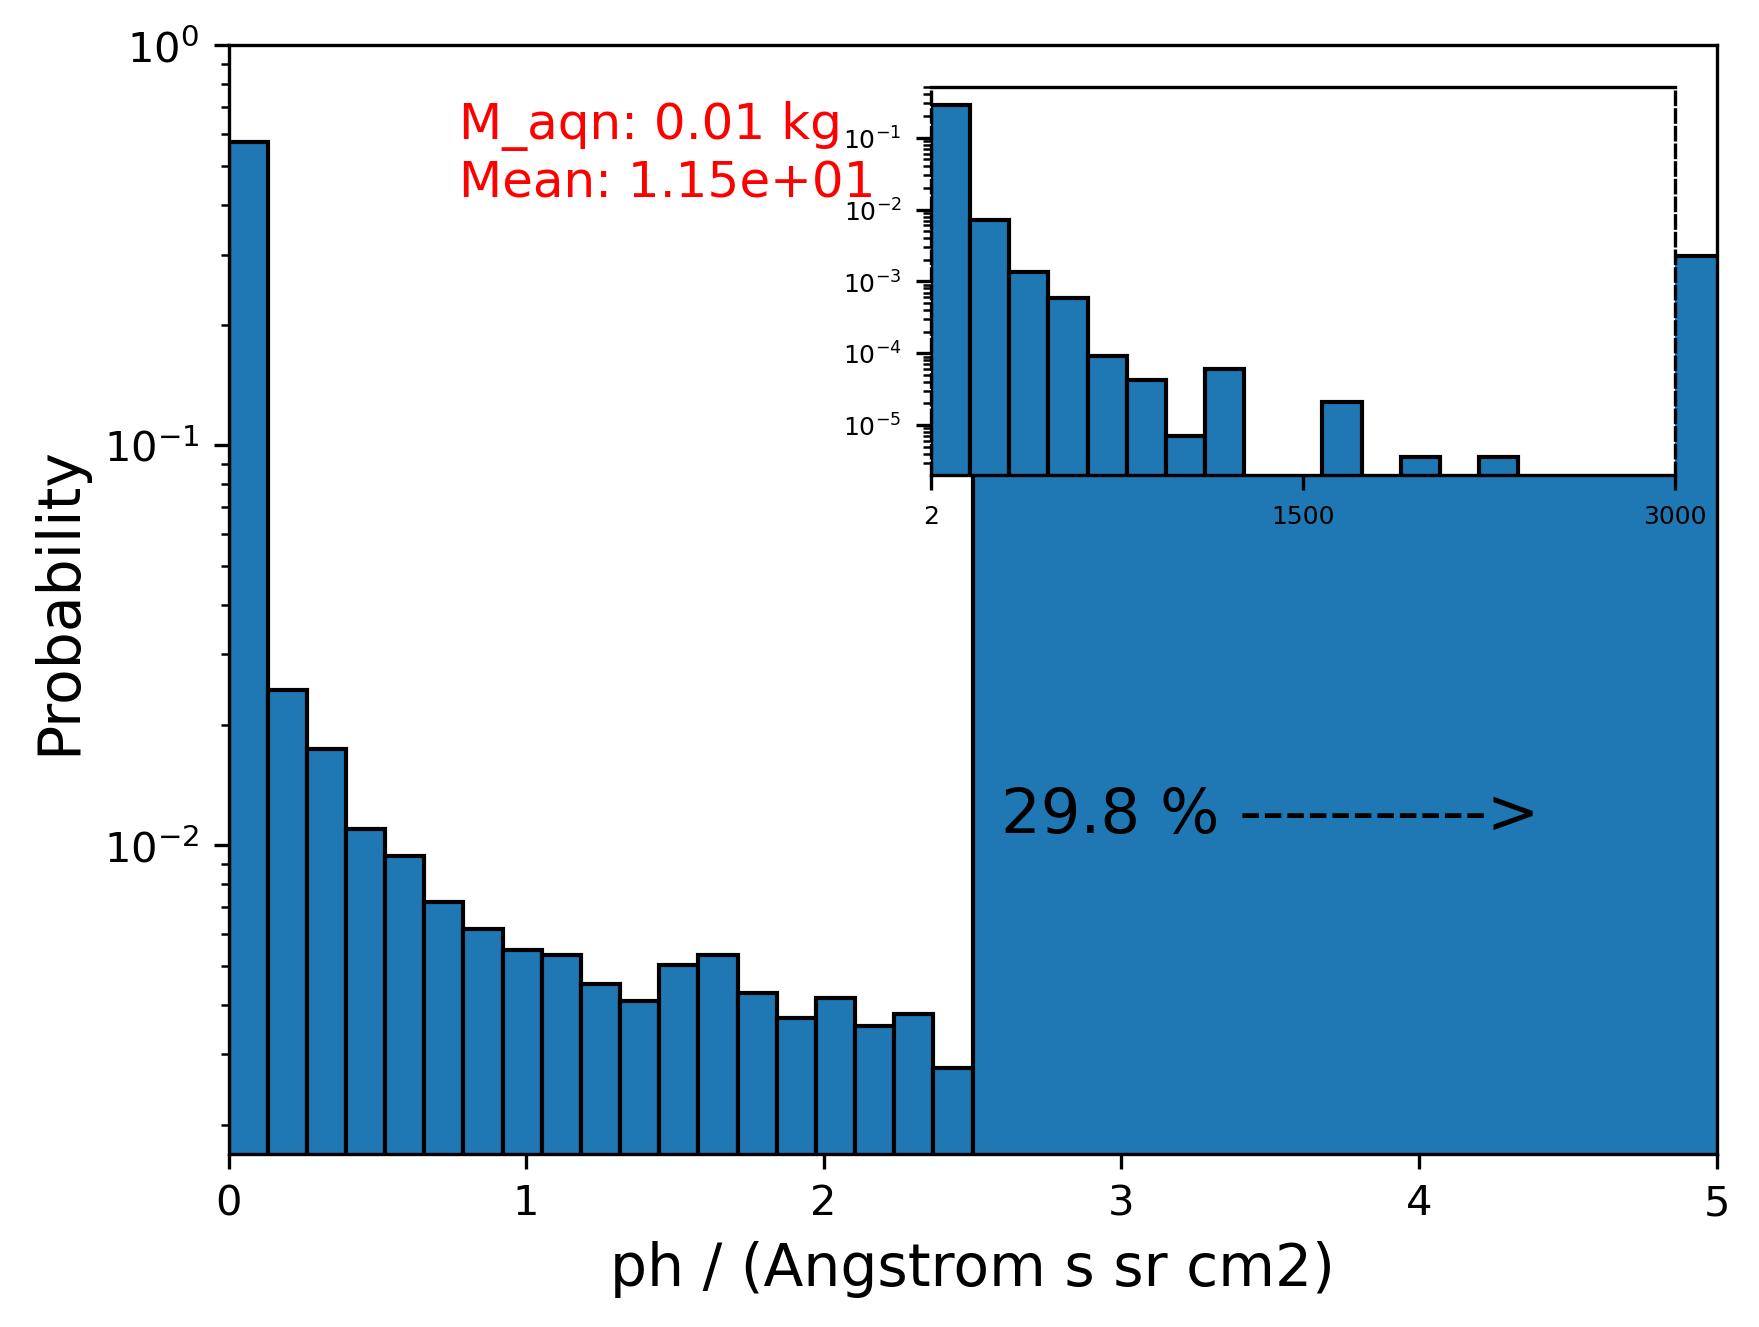 M_aqn: 0.01 kg
Mean: 1.15e+01
Probability
10⁰
10⁻¹
10⁻²
10⁻¹
10⁻²
10⁻³
10⁻⁴
10⁻⁵
2 1500 3000
29.8 % ----------->
0 1 2 3 4 5
ph / (Angstrom s sr cm2)